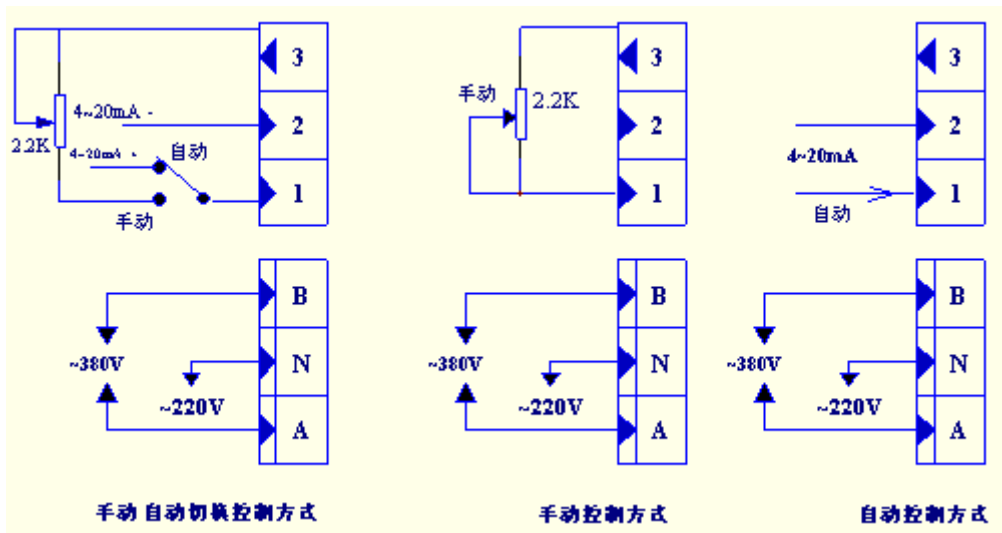 3
4~20mA -
2
2.2K
4~20mA -
自动
1
手动
B
~380V
N
~220V
A
手动 自动切换控制方式
3
手动
2.2K
2
1
B
~380V
N
~220V
A
手动控制方式
3
2
4~20mA
1
自动
B
~380V
N
~220V
A
自动控制方式